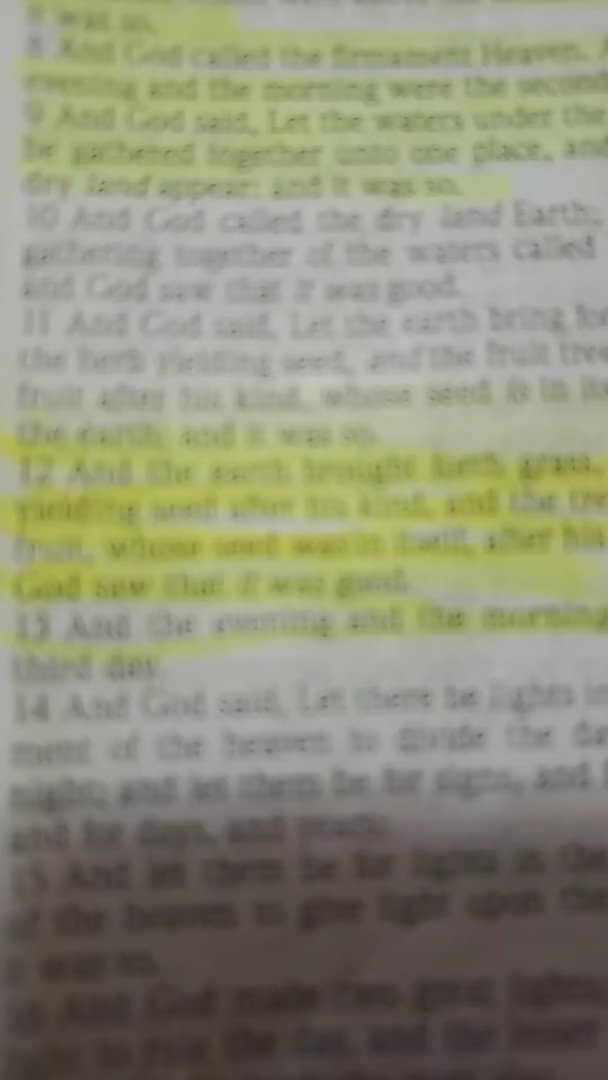 it was so.
8 And God called the firmament Heaven.
evening and the morning were the second
9 And God said, Let the waters under the
be gathered together unto one place, and
dry land appear: and it was so.
10 And God called the dry land Earth;
gathering together of the waters called
and God saw that it was good.
11 And God said, Let the earth bring for
the herb yielding seed, and the fruit tree
fruit after his kind, whose seed is in its
the earth: and it was so.
12 And the earth brought forth grass,
yielding seed after his kind, and the tre
fruit, whose seed was in itself, after his
God saw that it was good.
13 And the evening and the morning
third day.
14 And God said, Let there be lights in
ment of the heaven to divide the da
night; and let them be for signs, and
and for days, and years:
15 And let them be for lights in the
of the heaven to give light upon the
it was so.
16 And God made two great lights;
light to rule the day, and the lesser